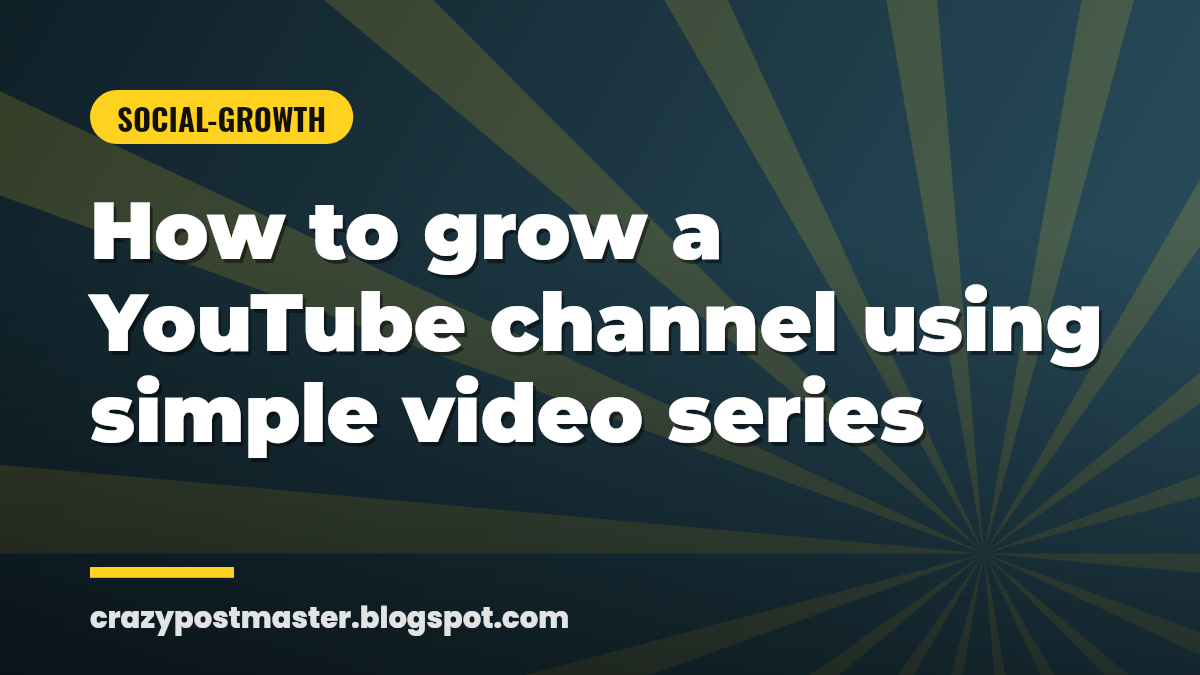 SOCIAL-GROWTH
How to grow a
YouTube channel using
simple video series
crazypostmaster.blogspot.com